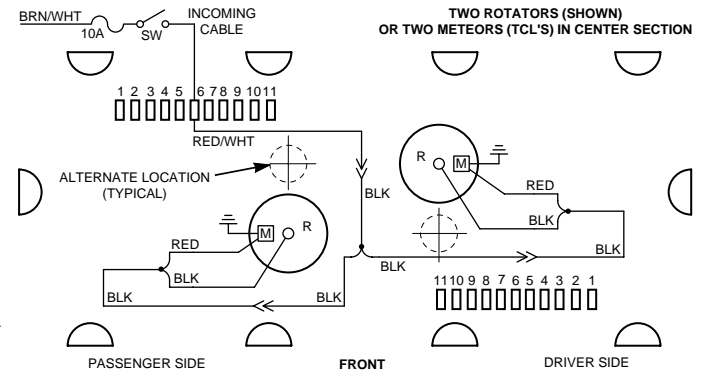 BRN/WHT
10A
SW
INCOMING
CABLE
TWO ROTATORS (SHOWN)
OR TWO METEORS (TCL'S) IN CENTER SECTION
1 2 3 4 5 6 7 8 9 10 11
RED/WHT
ALTERNATE LOCATION
(TYPICAL)
BLK
R
M
RED
BLK
BLK
M
R
RED
BLK
BLK
BLK
BLK
11 10 9 8 7 6 5 4 3 2 1
PASSENGER SIDE
FRONT
DRIVER SIDE